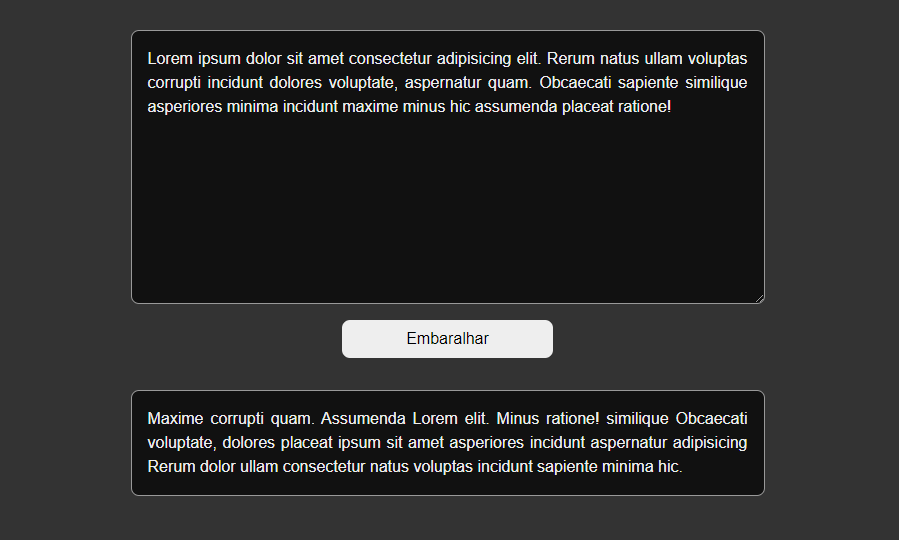 Lorem ipsum dolor sit amet consectetur adipisicing elit. Rerum natus ullam voluptas
corrupti incidunt dolores voluptate, aspernatur quam. Obcaecati sapiente similique
asperiores minima incidunt maxime minus hic assumenda placeat ratione!
Embaralhar
Maxime corrupti quam. Assumenda Lorem elit. Minus ratione! similique Obcaecati
voluptate, dolores placeat ipsum sit amet asperiores incidunt aspernatur adipisicing
Rerum dolor ullam consectetur natus voluptas incidunt sapiente minima hic.